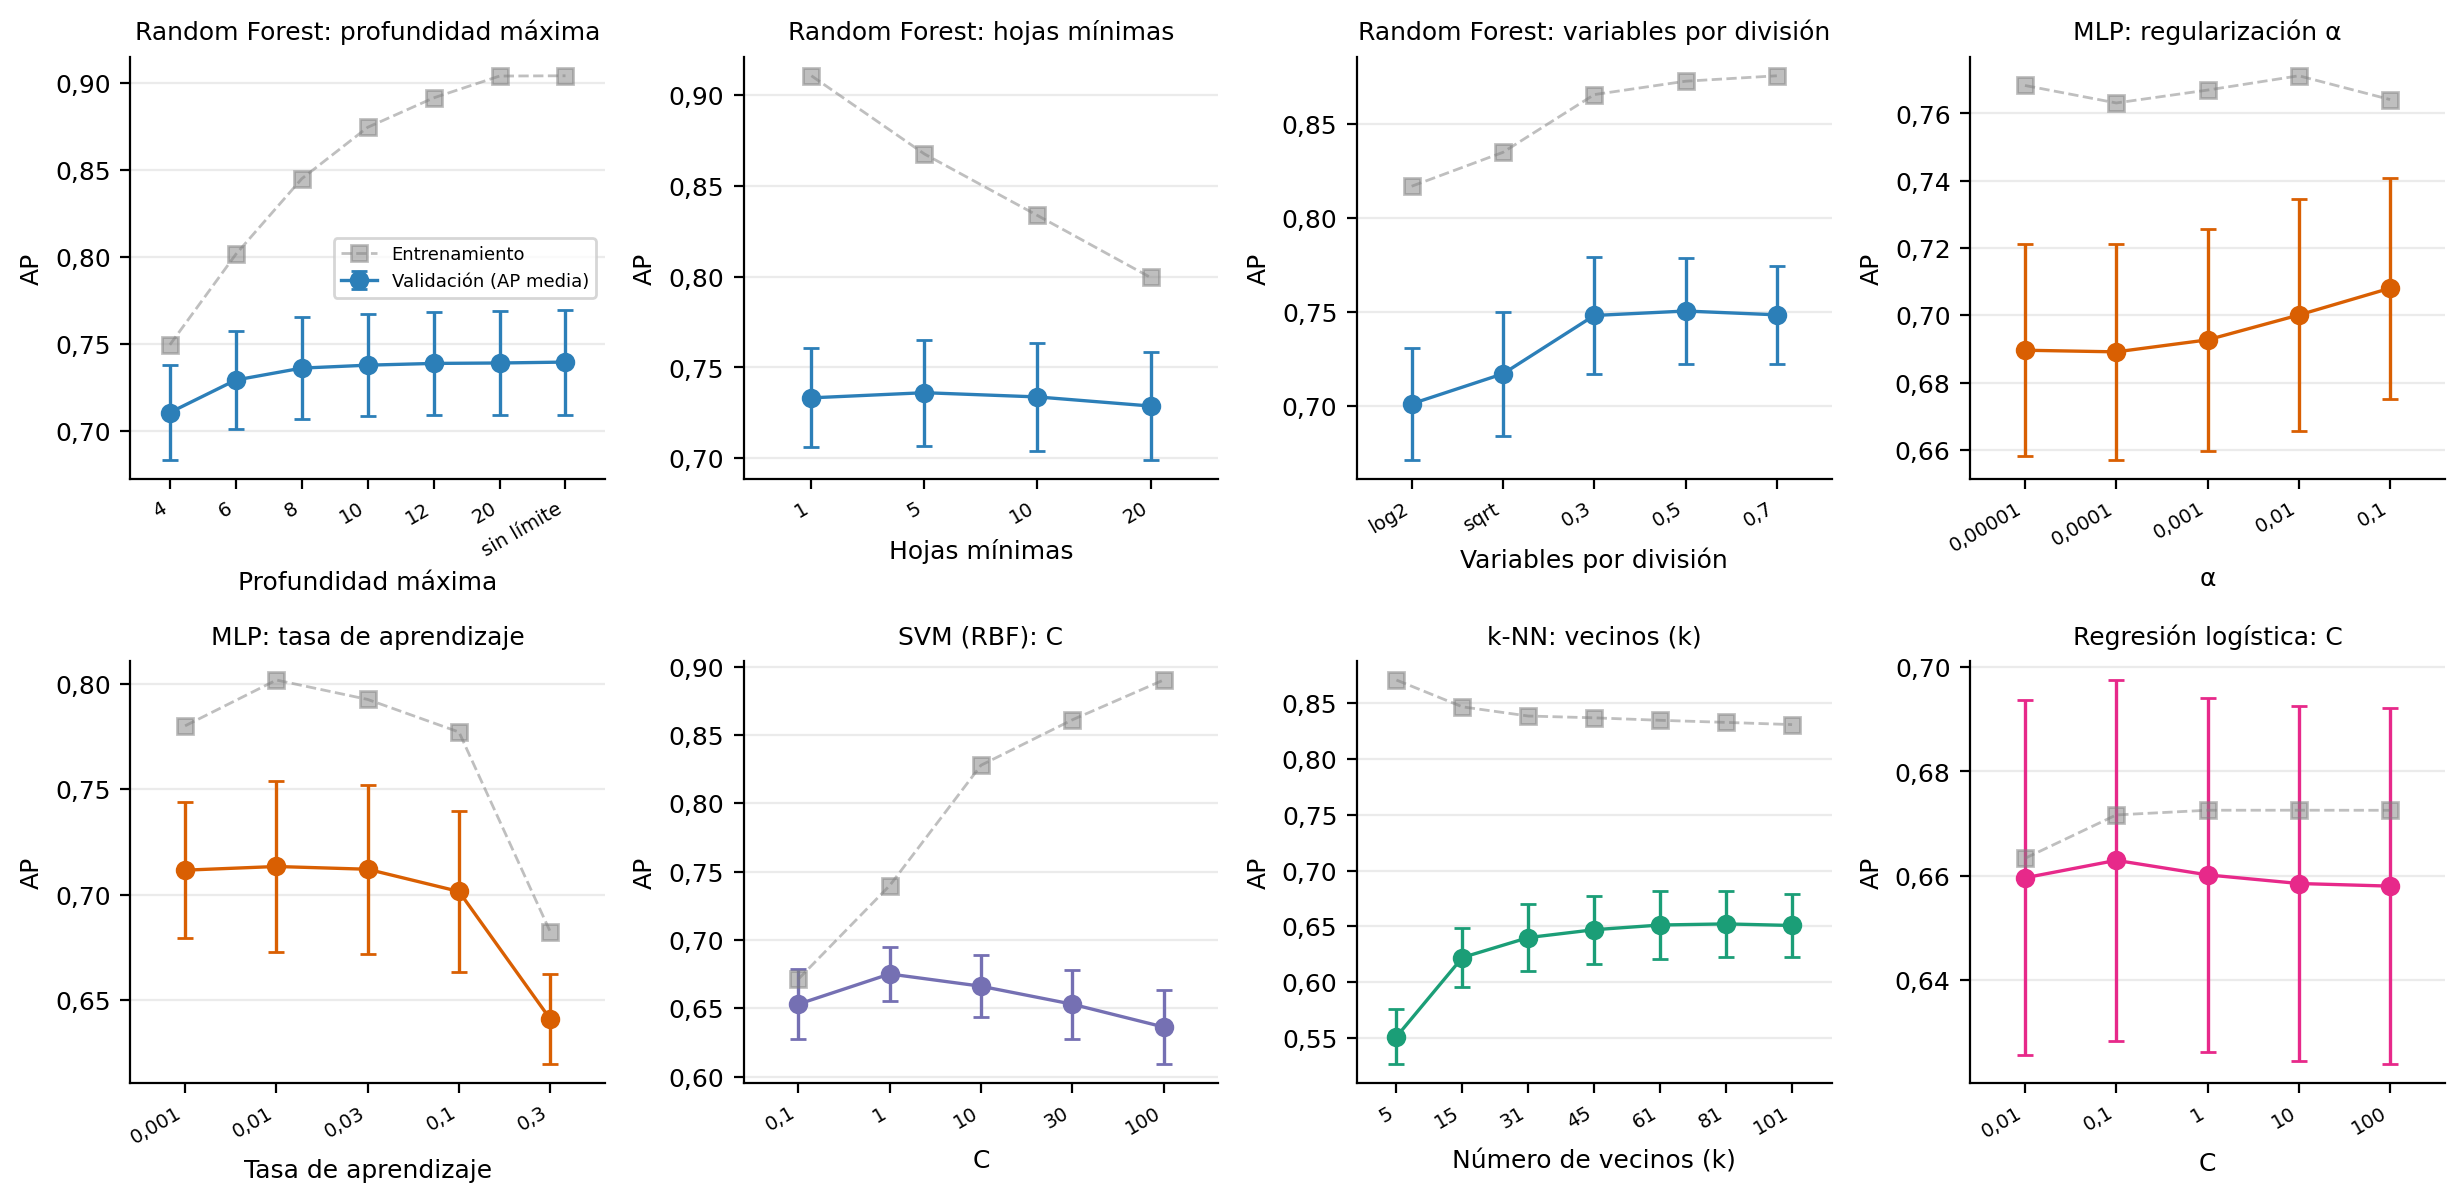 Random Forest: profundidad máxima
0,90
0,85
0,80
0,75
0,70
AP
Entrenamiento
Validación (AP media)
4
6
8
10
12
20
sin límite
Profundidad máxima
Random Forest: hojas mínimas
0,90
0,85
0,80
0,75
0,70
AP
1
5
10
20
Hojas mínimas
Random Forest: variables por división
0,85
0,80
0,75
0,70
AP
log2
sqrt
0,3
0,5
0,7
Variables por división
MLP: regularización α
0,76
0,74
0,72
0,70
0,68
0,66
AP
0,00001
0,0001
0,001
0,01
0,1
α
MLP: tasa de aprendizaje
0,80
0,75
0,70
0,65
AP
0,001
0,01
0,03
0,1
0,3
Tasa de aprendizaje
SVM (RBF): C
0,90
0,85
0,80
0,75
0,70
0,65
0,60
AP
0,1
1
10
30
100
C
k-NN: vecinos (k)
0,85
0,80
0,75
0,70
0,65
0,60
0,55
AP
5
15
31
45
61
81
101
Número de vecinos (k)
Regresión logística: C
0,70
0,68
0,66
0,64
AP
0,01
0,1
1
10
100
C